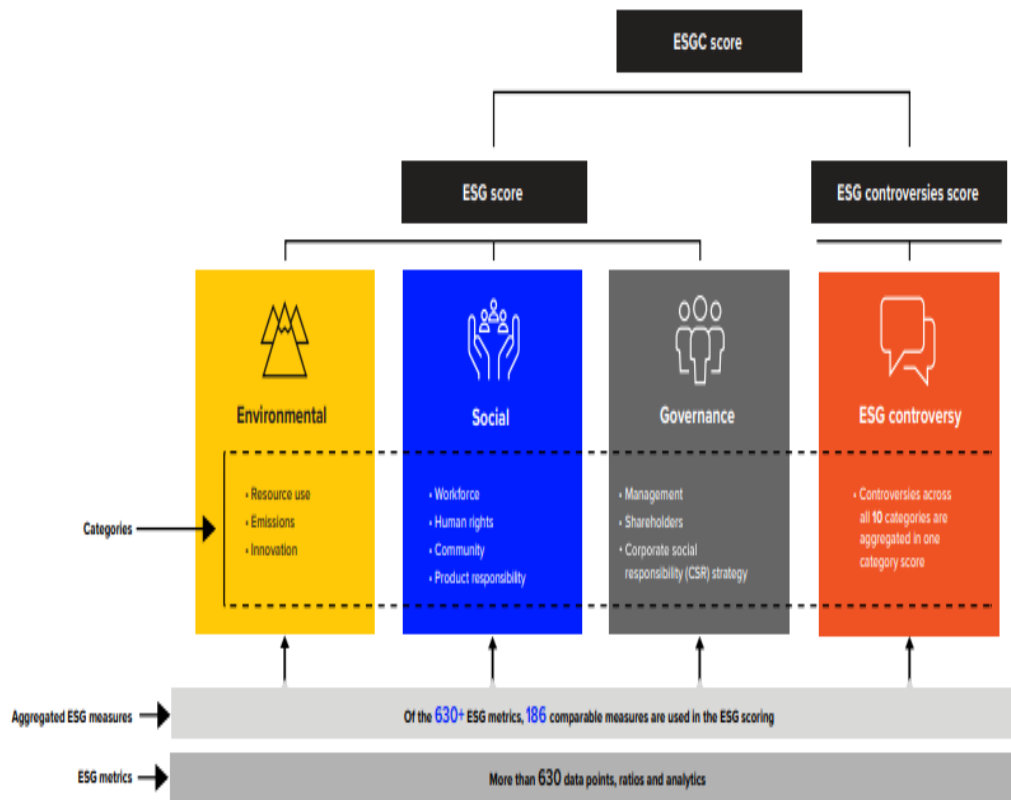 ESGC score
ESG score
ESG controversies score
Environmental
Social
Governance
ESG controversy
Categories
• Resource use
• Emissions
• Innovation
• Workforce
• Human rights
• Community
• Product responsibility
• Management
• Shareholders
• Corporate social
responsibility (CSR) strategy
• Controversies across
all 10 categories are
aggregated in one
category score
Aggregated ESG measures
Of the 630+ ESG metrics, 186 comparable measures are used in the ESG scoring
ESG metrics
More than 630 data points, ratios and analytics